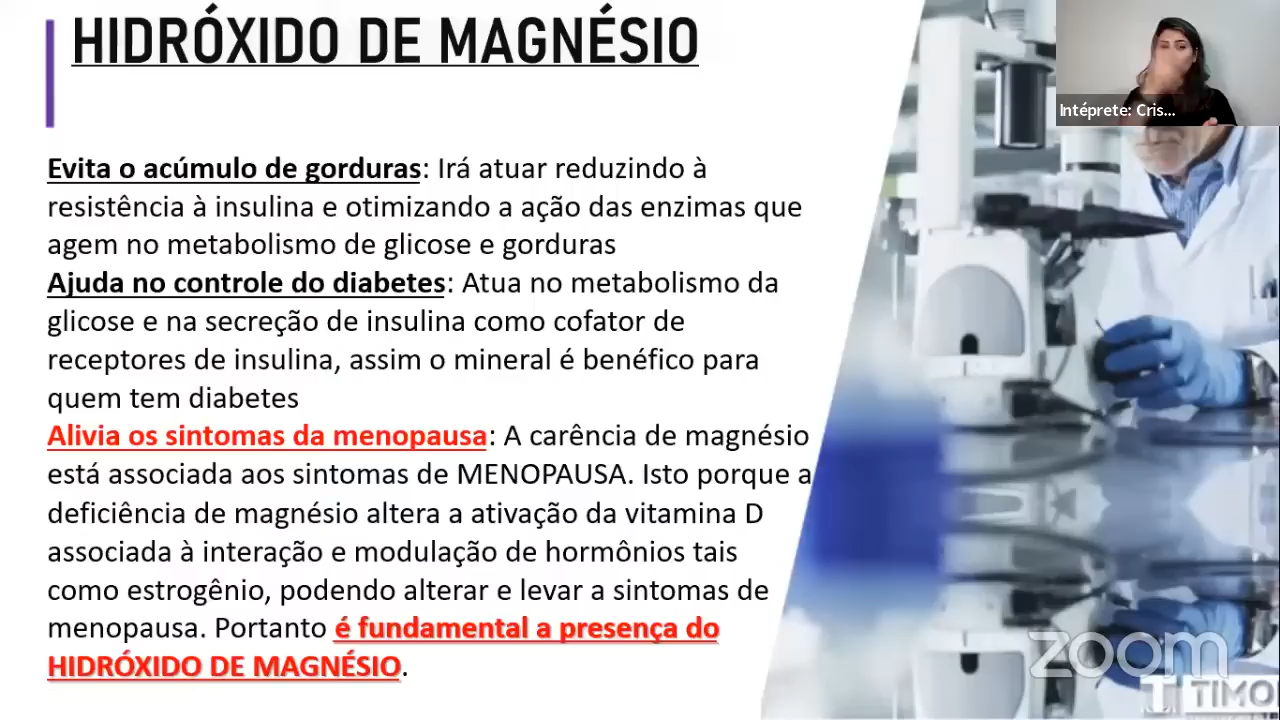 HIDRÓXIDO DE MAGNÉSIO
Intéprete: Cris...
Evita o acúmulo de gorduras: Irá atuar reduzindo à
resistência à insulina e otimizando a ação das enzimas que
agem no metabolismo de glicose e gorduras
Ajuda no controle do diabetes: Atua no metabolismo da
glicose e na secreção de insulina como cofator de
receptores de insulina, assim o mineral é benéfico para
quem tem diabetes
Alivia os sintomas da menopausa: A carência de magnésio
está associada aos sintomas de MENOPAUSA. Isto porque a
deficiência de magnésio altera a ativação da vitamina D
associada à interação e modulação de hormônios tais
como estrogênio, podendo alterar e levar a sintomas de
menopausa. Portanto é fundamental a presença do
HIDRÓXIDO DE MAGNÉSIO.
zoom
TIMO